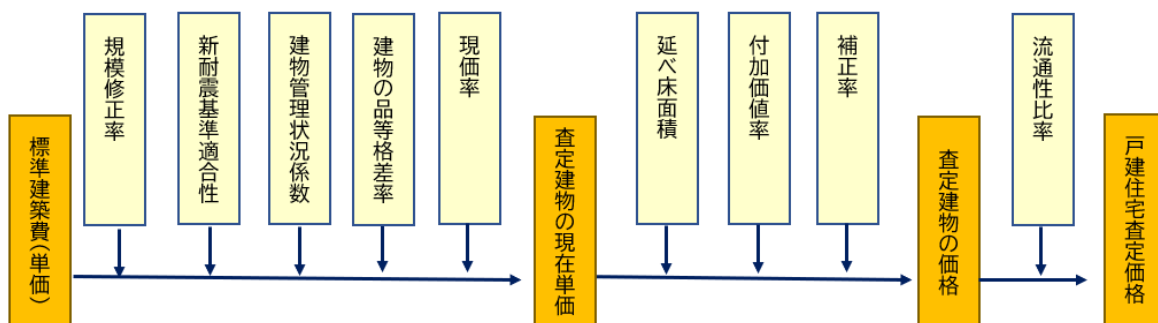 標準建築費(単価)
規模修正率
新耐震基準適合性
建物管理状況係数
建物の品等格差率
現価率
査定建物の現在単価
延べ床面積
付加価値率
補正率
査定建物の価格
流通性比率
戸建住宅査定価格